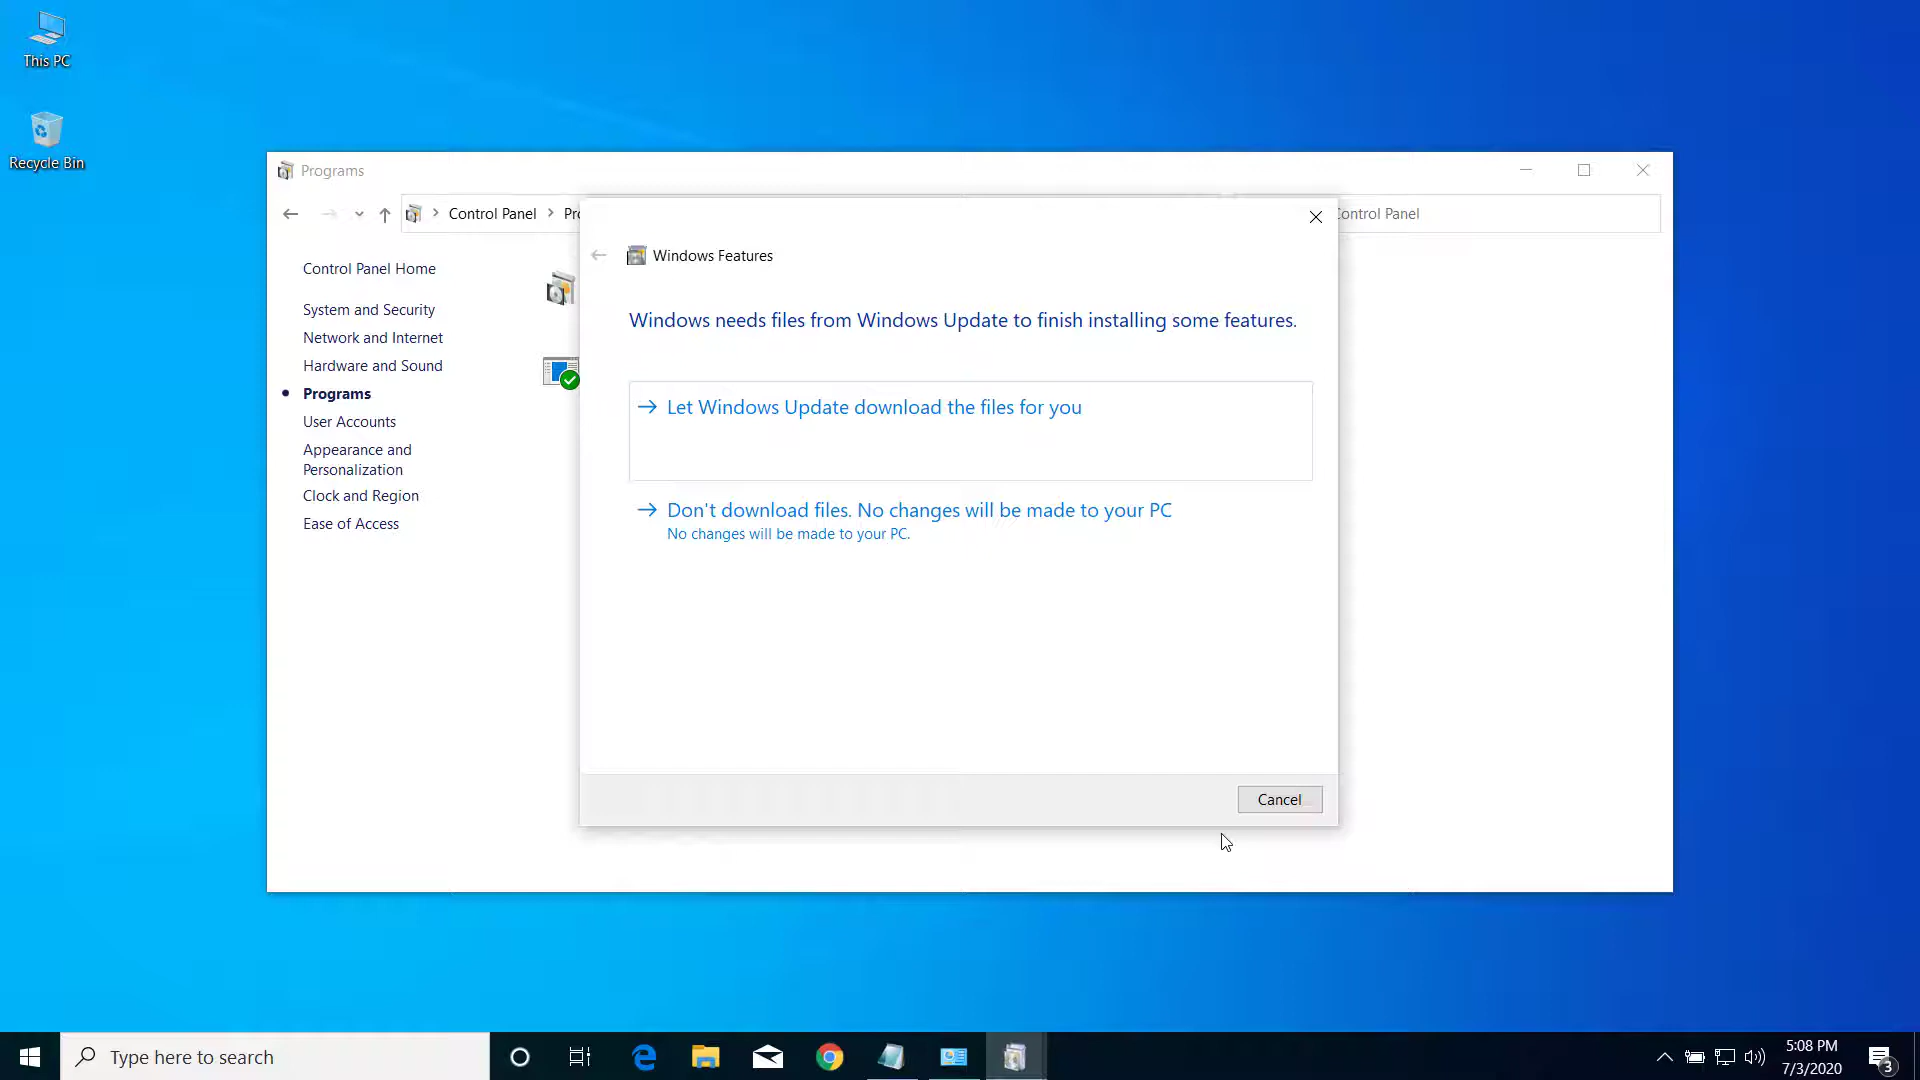 This PC
Recycle Bin
Programs
Control Panel
Control Panel
Control Panel Home
System and Security
Network and Internet
Hardware and Sound
Programs
User Accounts
Appearance and
Personalization
Clock and Region
Ease of Access
Windows Features
Windows needs files from Windows Update to finish installing some features.
Let Windows Update download the files for you
Don't download files. No changes will be made to your PC
No changes will be made to your PC.
Cancel
Type here to search
5:08 PM
7/3/2020
3